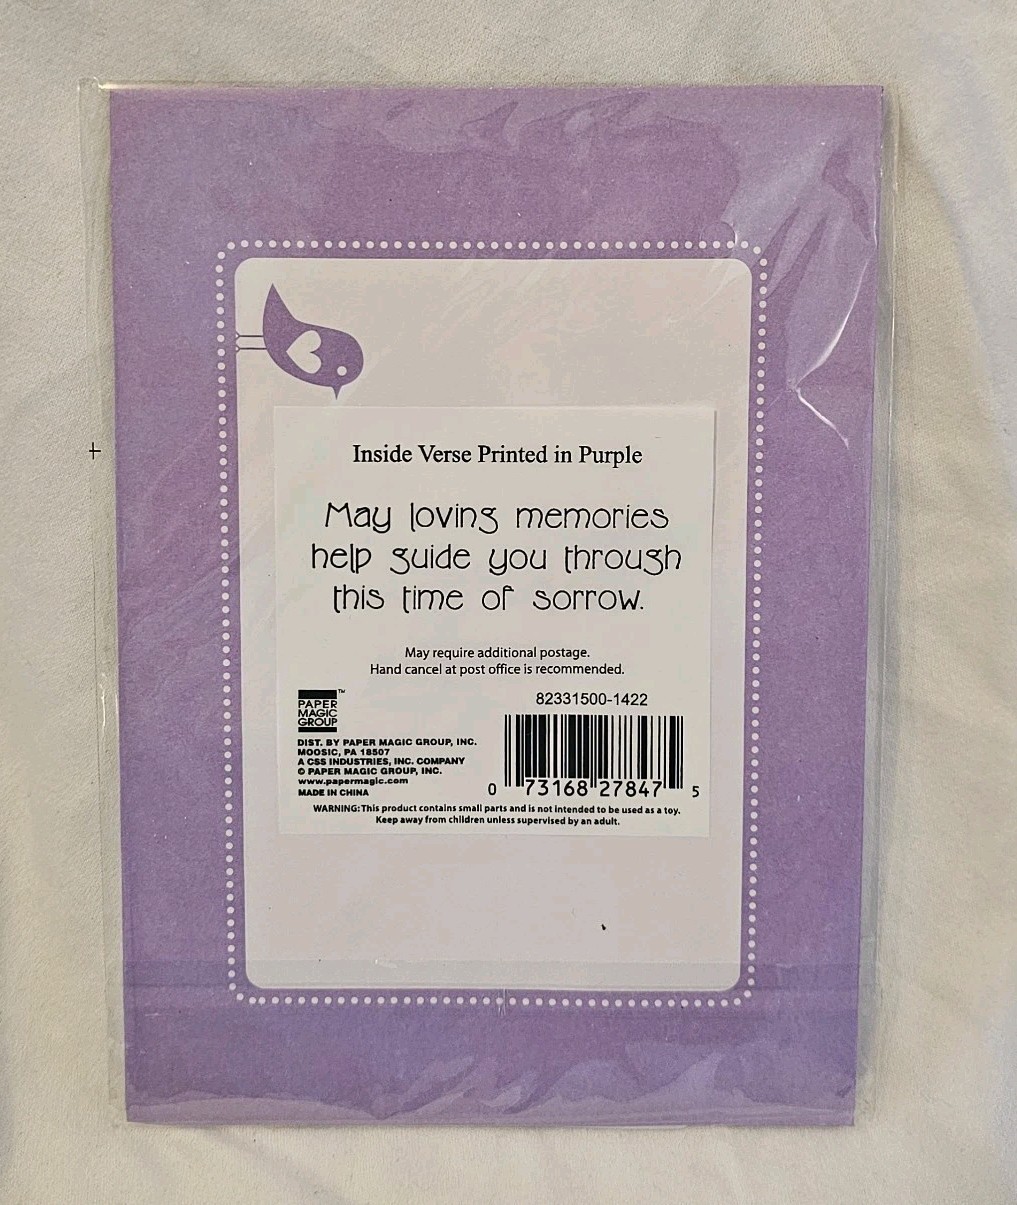 Inside Verse Printed in Purple
May loving memories
help guide you through
this time of sorrow.
May require additional postage.
Hand cancel at post office is recommended.
82331500-1422
PAPER
MAGIC
GROUP™
DIST. BY PAPER MAGIC GROUP, INC.
MOOSIC, PA 18507
A CSS INDUSTRIES, INC. COMPANY
© PAPER MAGIC GROUP, INC.
www.papermagic.com
MADE IN CHINA
0 73168 27847 5
WARNING: This product contains small parts and is not intended to be used as a toy.
Keep away from children unless supervised by an adult.